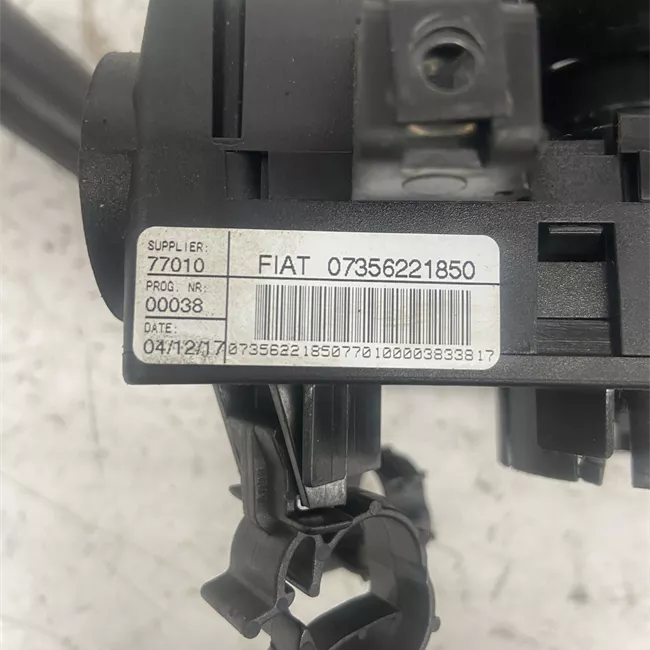 SUPPLIER:
77010
FIAT 07356221850
PROG. NR:
00038
DATE:
04/12/17
07356221850770100003833817